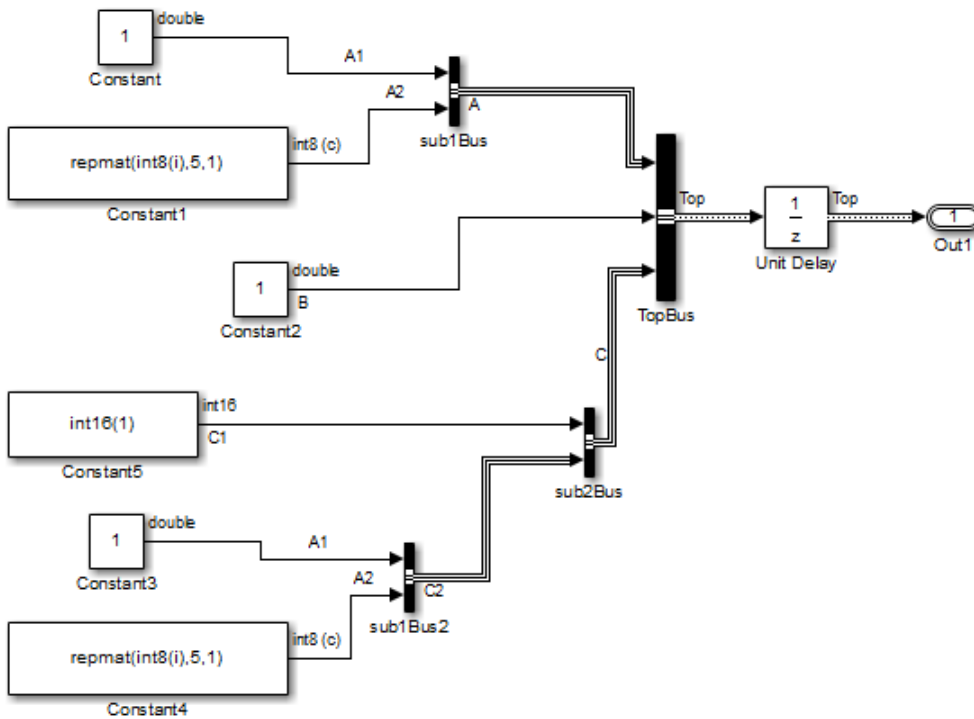 double
1
Constant
A1
A2
A
sub1Bus
repmat(int8(i),5,1)
int8 (c)
Constant1
Top
1
z
Top
1
Unit Delay
Out1
double
1
B
Constant2
TopBus
C
int16(1)
int16
C1
Constant5
sub2Bus
double
1
A1
Constant3
A2
C2
sub1Bus2
repmat(int8(i),5,1)
int8 (c)
Constant4